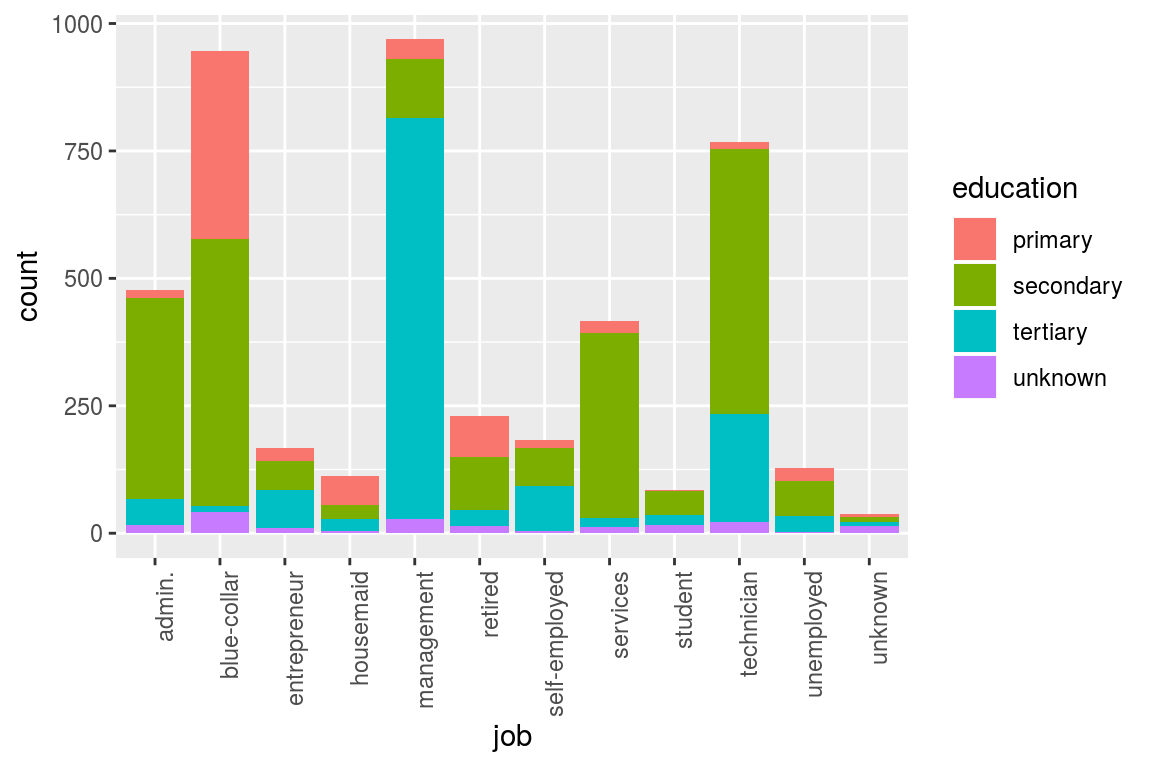 1000
750
500
250
0
count
admin.
blue-collar
entrepreneur
housemaid
management
retired
self-employed
services
student
technician
unemployed
unknown
job
education
primary
secondary
tertiary
unknown